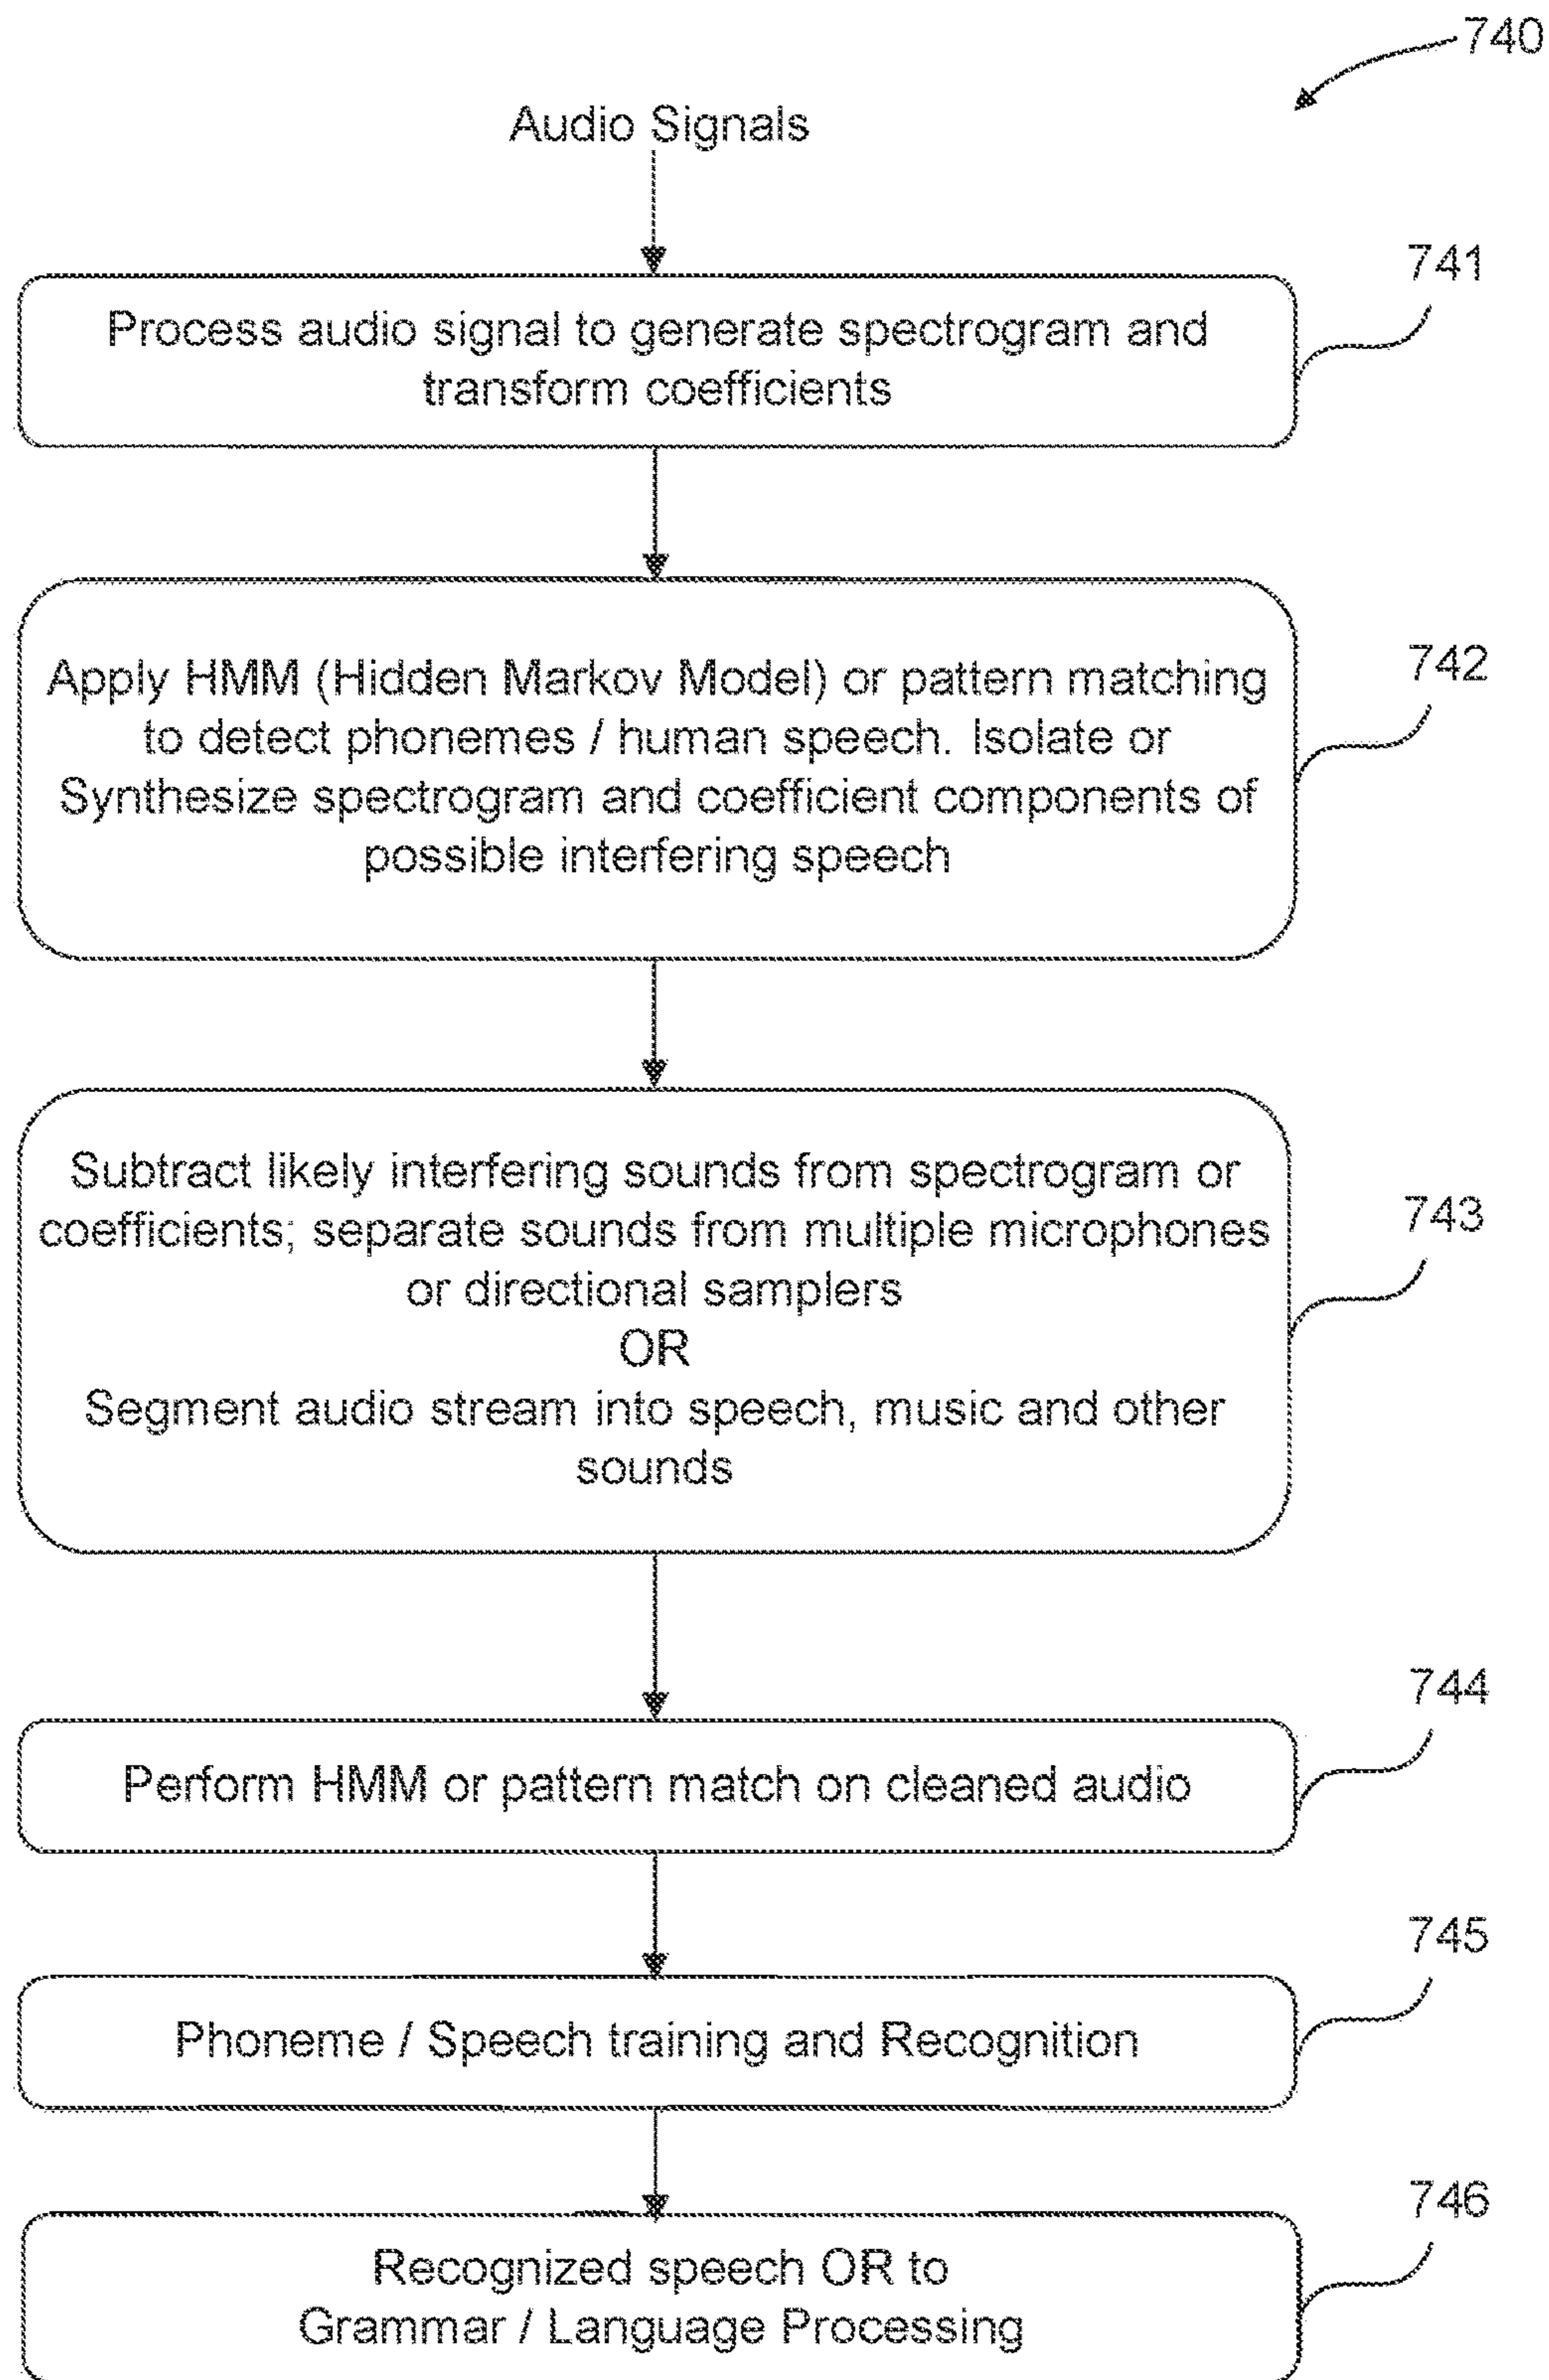 740
Audio Signals
741
Process audio signal to generate spectrogram and
transform coefficients
742
Apply HMM (Hidden Markov Model) or pattern matching
to detect phonemes / human speech. Isolate or
Synthesize spectrogram and coefficient components of
possible interfering speech
743
Subtract likely interfering sounds from spectrogram or
coefficients; separate sounds from multiple microphones
or directional samplers
OR
Segment audio stream into speech, music and other
sounds
744
Perform HMM or pattern match on cleaned audio
745
Phoneme / Speech training and Recognition
746
Recognized speech OR to
Grammar / Language Processing